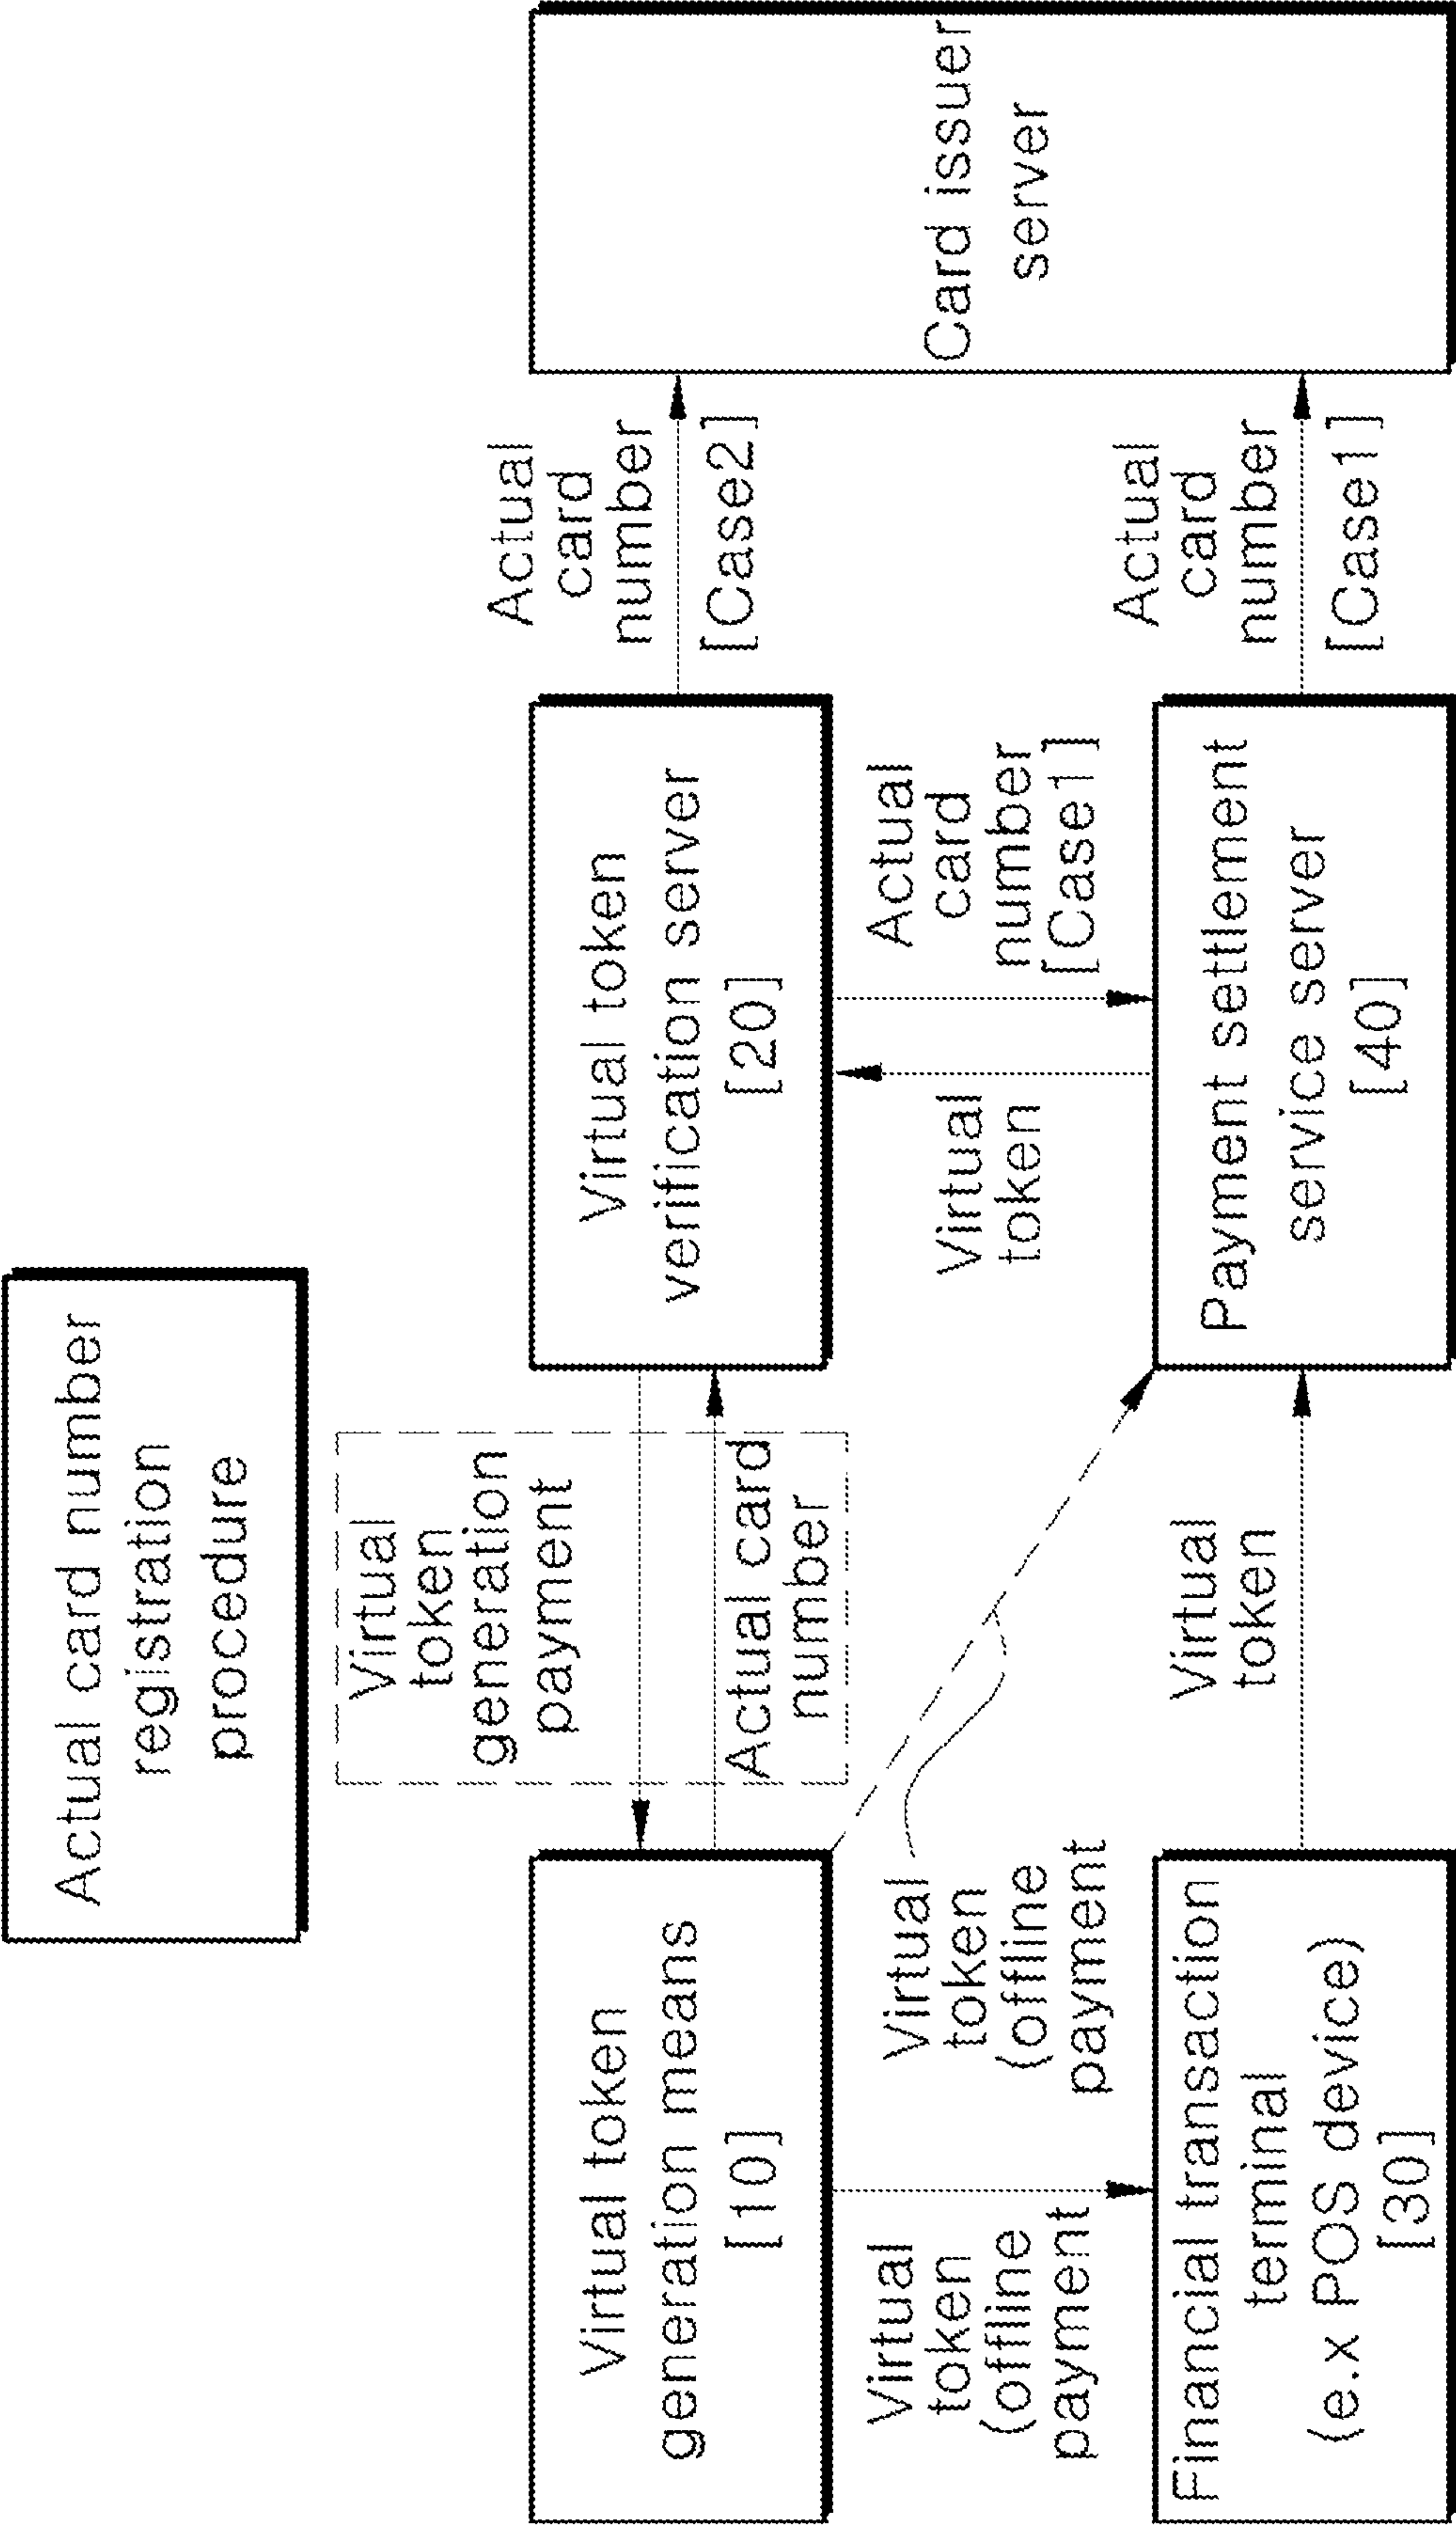 Actual card number
registration
procedure
Virtual token
generation means
[10]
Virtual
token
generation
payment
Actual card
number
Virtual token
verification server
[20]
Actual
card
number
[Case2]
Card issuer
server
Virtual
token
(offline
payment
Virtual
token
(offline
payment
Virtual
token
Actual
card
number
[Case1]
Financial transaction
terminal
(e.x POS device)
[30]
Virtual
token
Payment settlement
service server
[40]
Actual
card
number
[Case1]